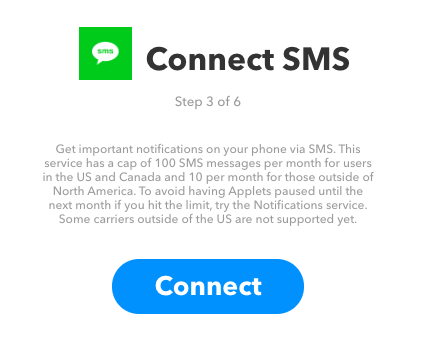 sms
Connect SMS
Step 3 of 6
Get important notifications on your phone via SMS. This
service has a cap of 100 SMS messages per month for users
in the US and Canada and 10 per month for those outside of
North America. To avoid having Applets paused until the
next month if you hit the limit, try the Notifications service.
Some carriers outside of the US are not supported yet.
Connect